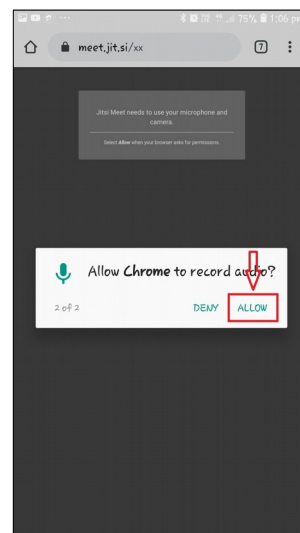 75% 1:06 pm
meet.jit.si/xx
7
Jitsi Meet needs to use your microphone and
camera.
Select Allow when your browser asks for permissions.
Allow Chrome to record audio?
2 of 2
DENY ALLOW